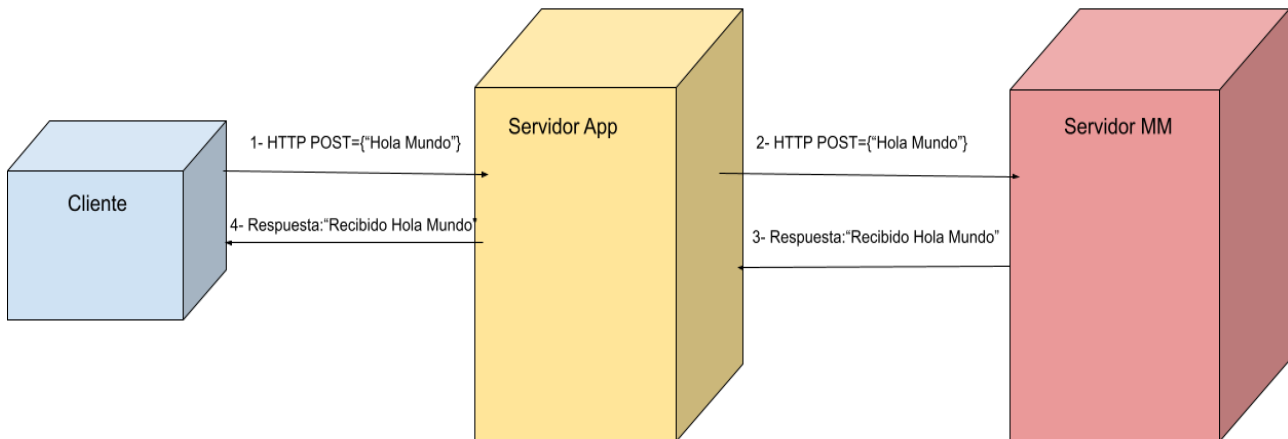 Servidor App
Servidor MM
1- HTTP POST={“Hola Mundo”}
2- HTTP POST={“Hola Mundo”}
Cliente
4- Respuesta:“Recibido Hola Mundo”
3- Respuesta:“Recibido Hola Mundo”